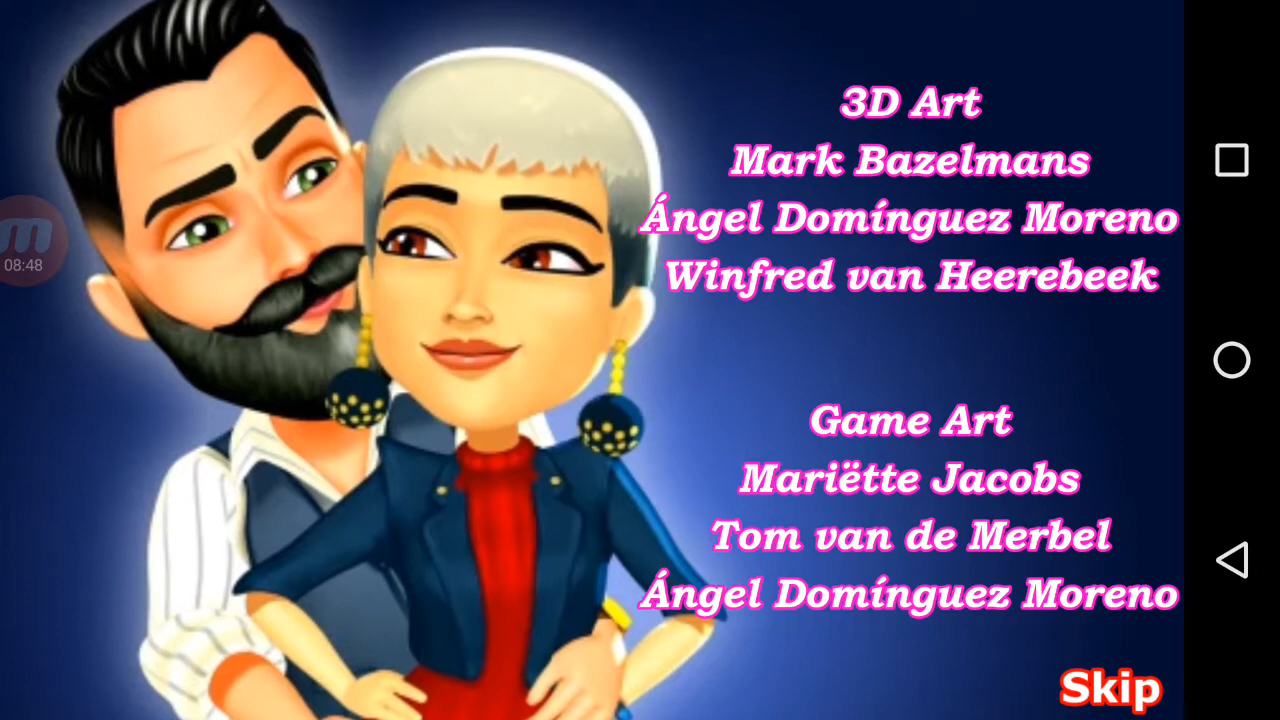 3D Art
Mark Bazelmans
Ángel Domínguez Moreno
Winfred van Heerebeek
Game Art
Mariëtte Jacobs
Tom van de Merbel
Ángel Domínguez Moreno
Skip
m
08:48